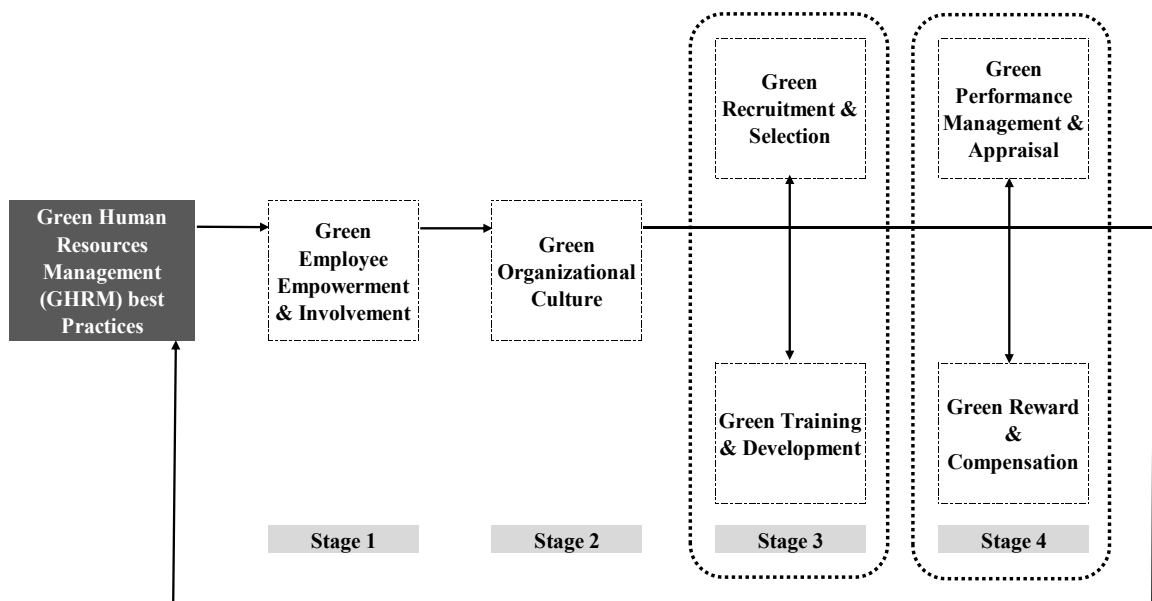 Green Human
Resources
Management
(GHRM) best
Practices
Green
Employee
Empowerment
& Involvement
Green
Organizational
Culture
Green
Recruitment &
Selection
Green Training
& Development
Green
Performance
Management &
Appraisal
Green Reward
&
Compensation
Stage 1
Stage 2
Stage 3
Stage 4